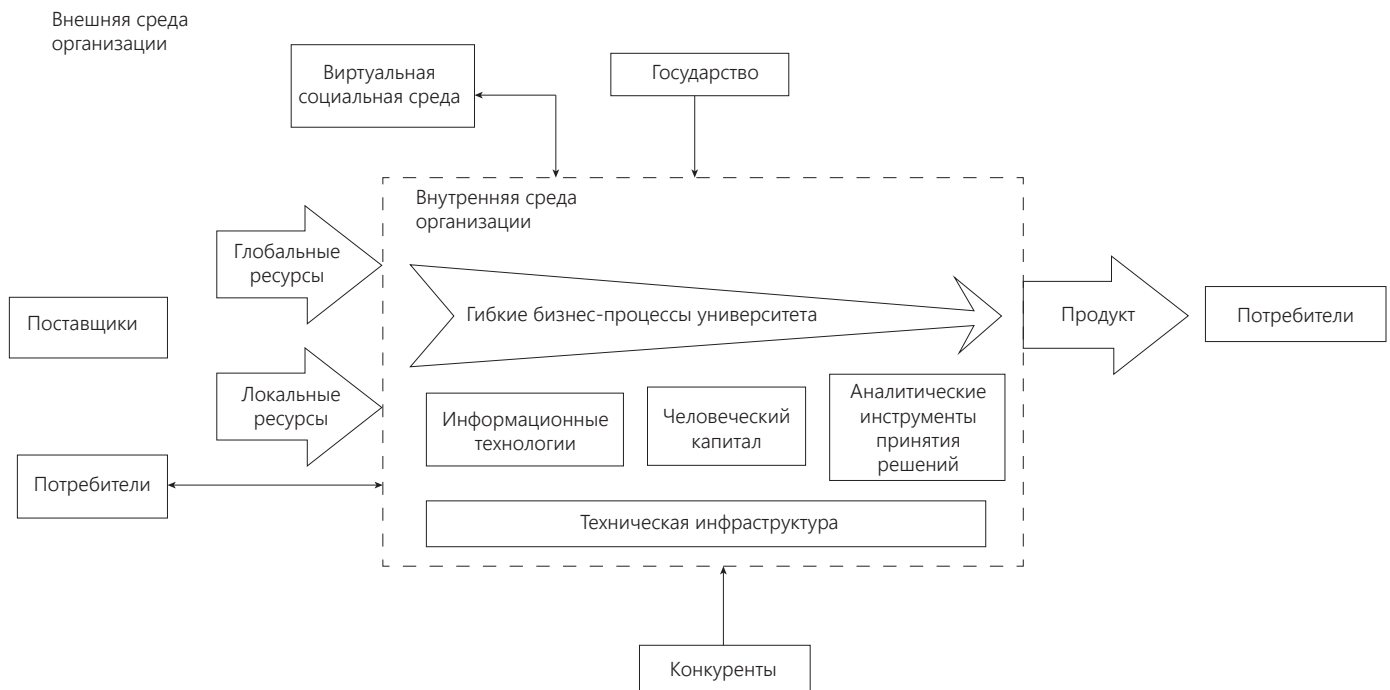 Внешняя среда
организации
Виртуальная
социальная среда
Государство
Внутренняя среда
организации
Глобальные
ресурсы
Поставщики
Гибкие бизнес-процессы университета
Продукт
Потребители
Локальные
ресурсы
Информационные
технологии
Человеческий
капитал
Аналитические
инструменты
принятия
решений
Потребители
Техническая инфраструктура
Конкуренты